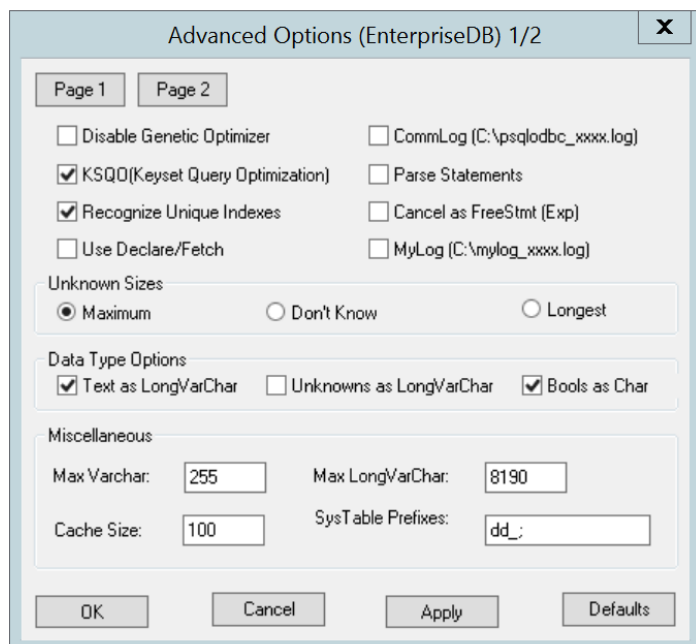 Advanced Options (EnterpriseDB) 1/2
X
Page 1 Page 2
Disable Genetic Optimizer CommLog (C:\psqlodbc_xxxx.log)
KSQO(Keyset Query Optimization) Parse Statements
Recognize Unique Indexes Cancel as FreeStmt (Exp)
Use Declare/Fetch MyLog (C:\mylog_xxxx.log)
Unknown Sizes
Maximum Don't Know Longest
Data Type Options
Text as LongVarChar Unknowns as LongVarChar Bools as Char
Miscellaneous
Max Varchar: 255 Max LongVarChar: 8190
Cache Size: 100 SysTable Prefixes: dd_;
OK Cancel Apply Defaults